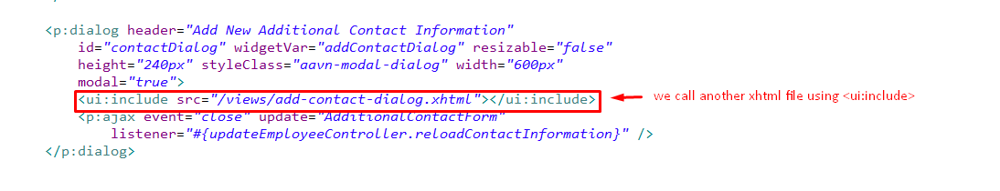 <p:dialog header="Add New Additional Contact Information"
id="contactDialog" widgetVar="addContactDialog" resizable="false"
height="240px" styleClass="aavn-modal-dialog" width="600px"
modal="true">
<ui:include src="/views/add-contact-dialog.xhtml"></ui:include>
we call another xhtml file using <ui:include>
<p:ajax event="close" update="AdditionalContactForm"
listener="#{updateEmployeeController.reloadContactInformation}" />
</p:dialog>